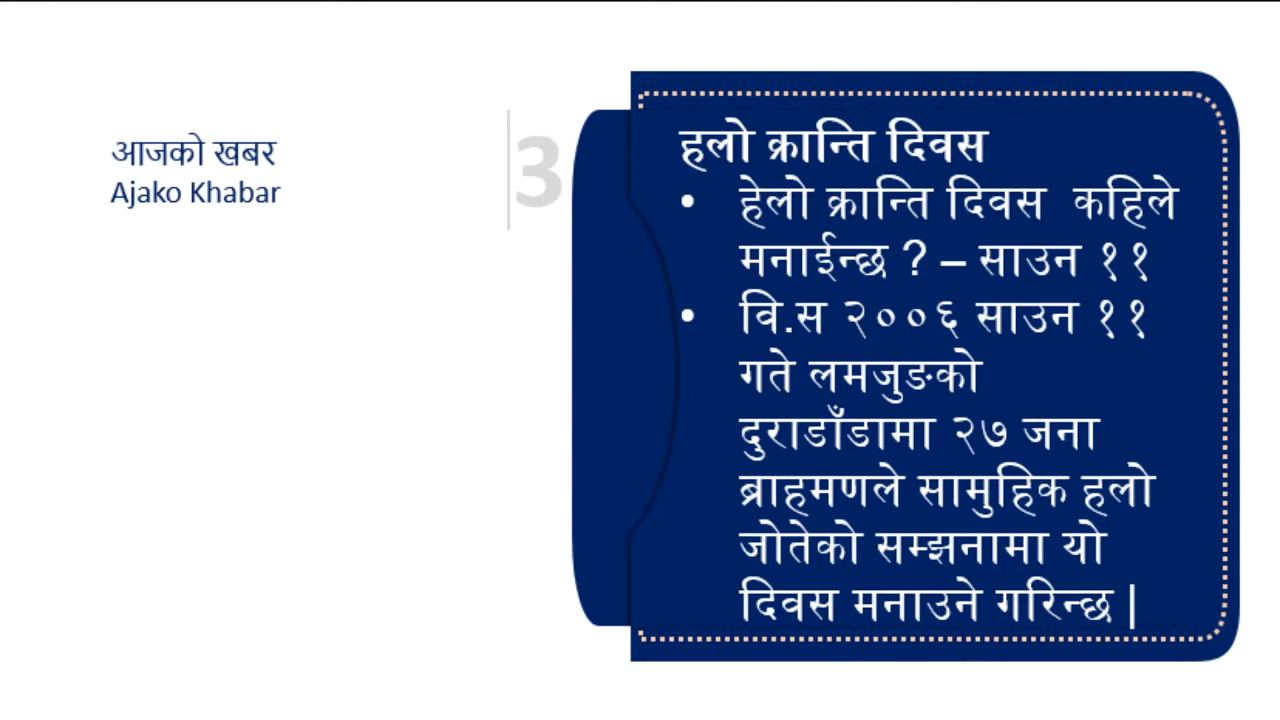 आजको खबर
Ajako Khabar
3
हलो क्रान्ति दिवस
• हेलो क्रान्ति दिवस कहिले
मनाईन्छ ? – साउन ११
• वि.स २००६ साउन ११
गते लमजुङको
दुराडाँडामा २७ जना
ब्राहमणले सामुहिक हलो
जोतेको सम्झनामा यो
दिवस मनाउने गरिन्छ |